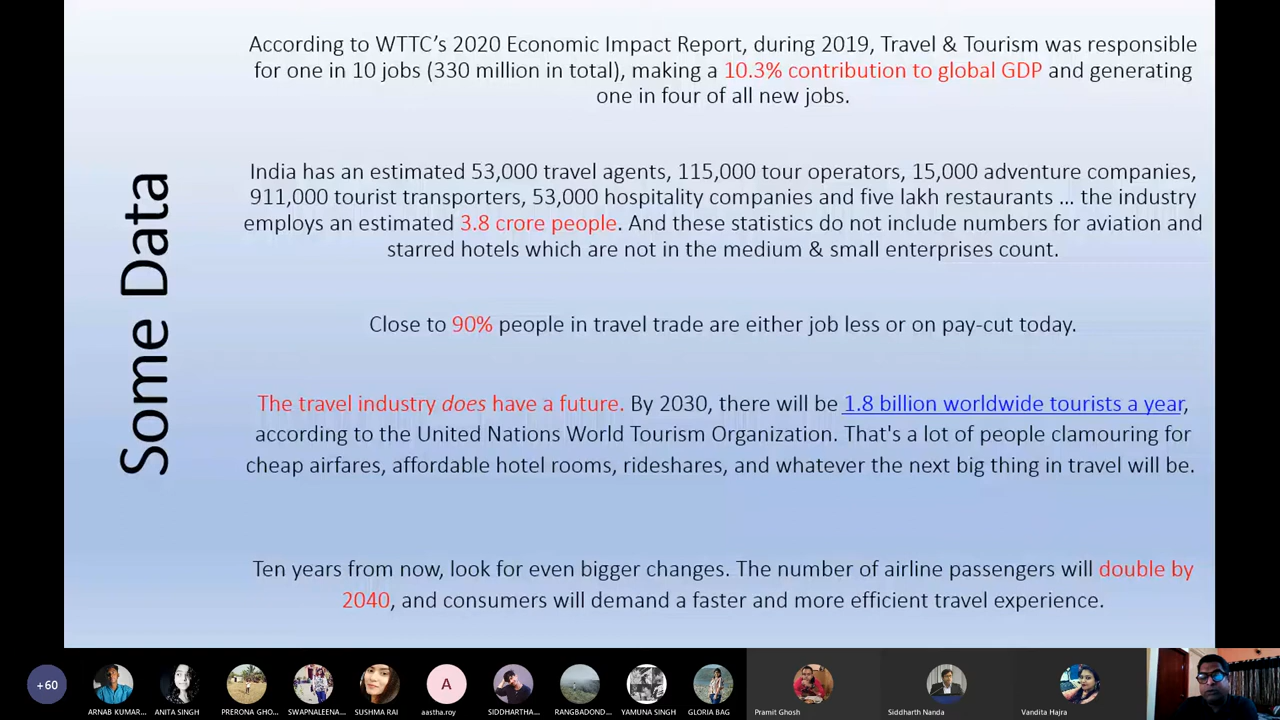 According to WTTC's 2020 Economic Impact Report, during 2019, Travel & Tourism was responsible
for one in 10 jobs (330 million in total), making a 10.3% contribution to global GDP and generating
one in four of all new jobs.
India has an estimated 53,000 travel agents, 115,000 tour operators, 15,000 adventure companies,
911,000 tourist transporters, 53,000 hospitality companies and five lakh restaurants ... the industry
employs an estimated 3.8 crore people. And these statistics do not include numbers for aviation and
starred hotels which are not in the medium & small enterprises count.
Some Data
Close to 90% people in travel trade are either job less or on pay-cut today.
The travel industry does have a future. By 2030, there will be 1.8 billion worldwide tourists a year,
according to the United Nations World Tourism Organization. That's a lot of people clamouring for
cheap airfares, affordable hotel rooms, rideshares, and whatever the next big thing in travel will be.
Ten years from now, look for even bigger changes. The number of airline passengers will double by
2040, and consumers will demand a faster and more efficient travel experience.
+60
A
ARNAB KUMAR... ANITA SINGH PRERONA GHO... SWAPNALEENA... SUSHMA RAI aastha.roy SIDDHARTHA... RANGBADOND... YAMUNA SINGH GLORIA BAG Pramit Ghosh Siddharth Nanda Vandita Hajra